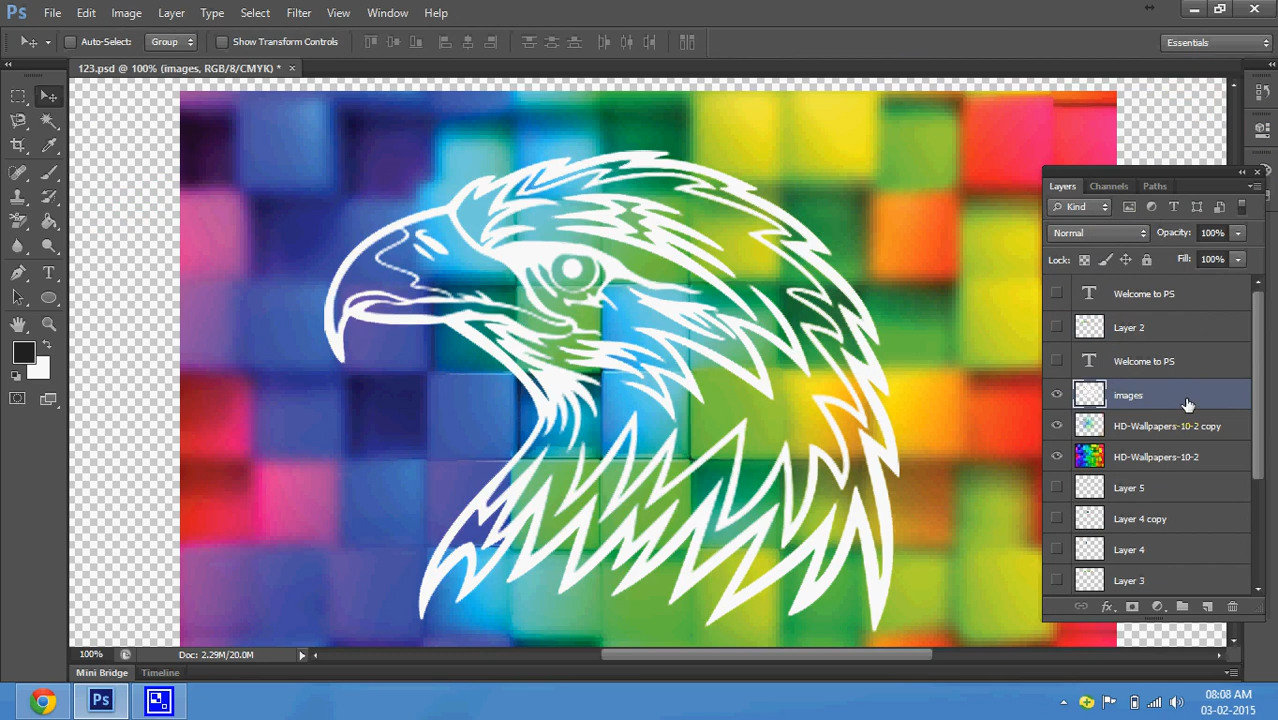 Ps File Edit Image Layer Type Select Filter View Window Help
Auto-Select: Group Show Transform Controls Essentials
123.psd @ 100% (images, RGB/8/CMYK) * ×
Layers Channels Paths
Kind
Normal Opacity: 100%
Lock: Fill: 100%
T Welcome to PS
Layer 2
T Welcome to PS
images
HD-Wallpapers-10-2 copy
HD-Wallpapers-10-2
Layer 5
Layer 4 copy
Layer 4
Layer 3
fx
100% Doc: 2.29M/20.0M
Mini Bridge Timeline
Ps
08:08 AM
03-02-2015